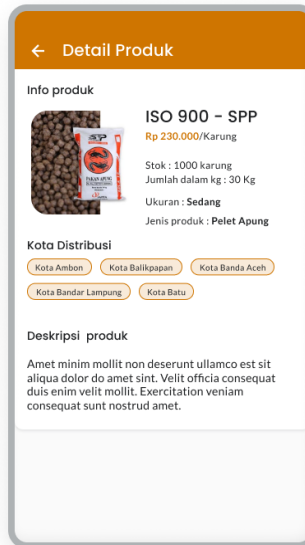 Detail Produk
Info produk
ISO 900 - SPP
Rp 230.000/Karung
Stok : 1000 karung
Jumlah dalam kg : 30 Kg
Ukuran : Sedang
Jenis produk : Pelet Apung
PAKAN APUNG
Kota Distribusi
Kota Ambon
Kota Balikpapan
Kota Banda Aceh
Kota Bandar Lampung
Kota Batu
Deskripsi produk
Amet minim mollit non deserunt ullamco est sit
aliqua dolor do amet sint. Velit officia consequat
duis enim velit mollit. Exercitation veniam
consequat sunt nostrud amet.